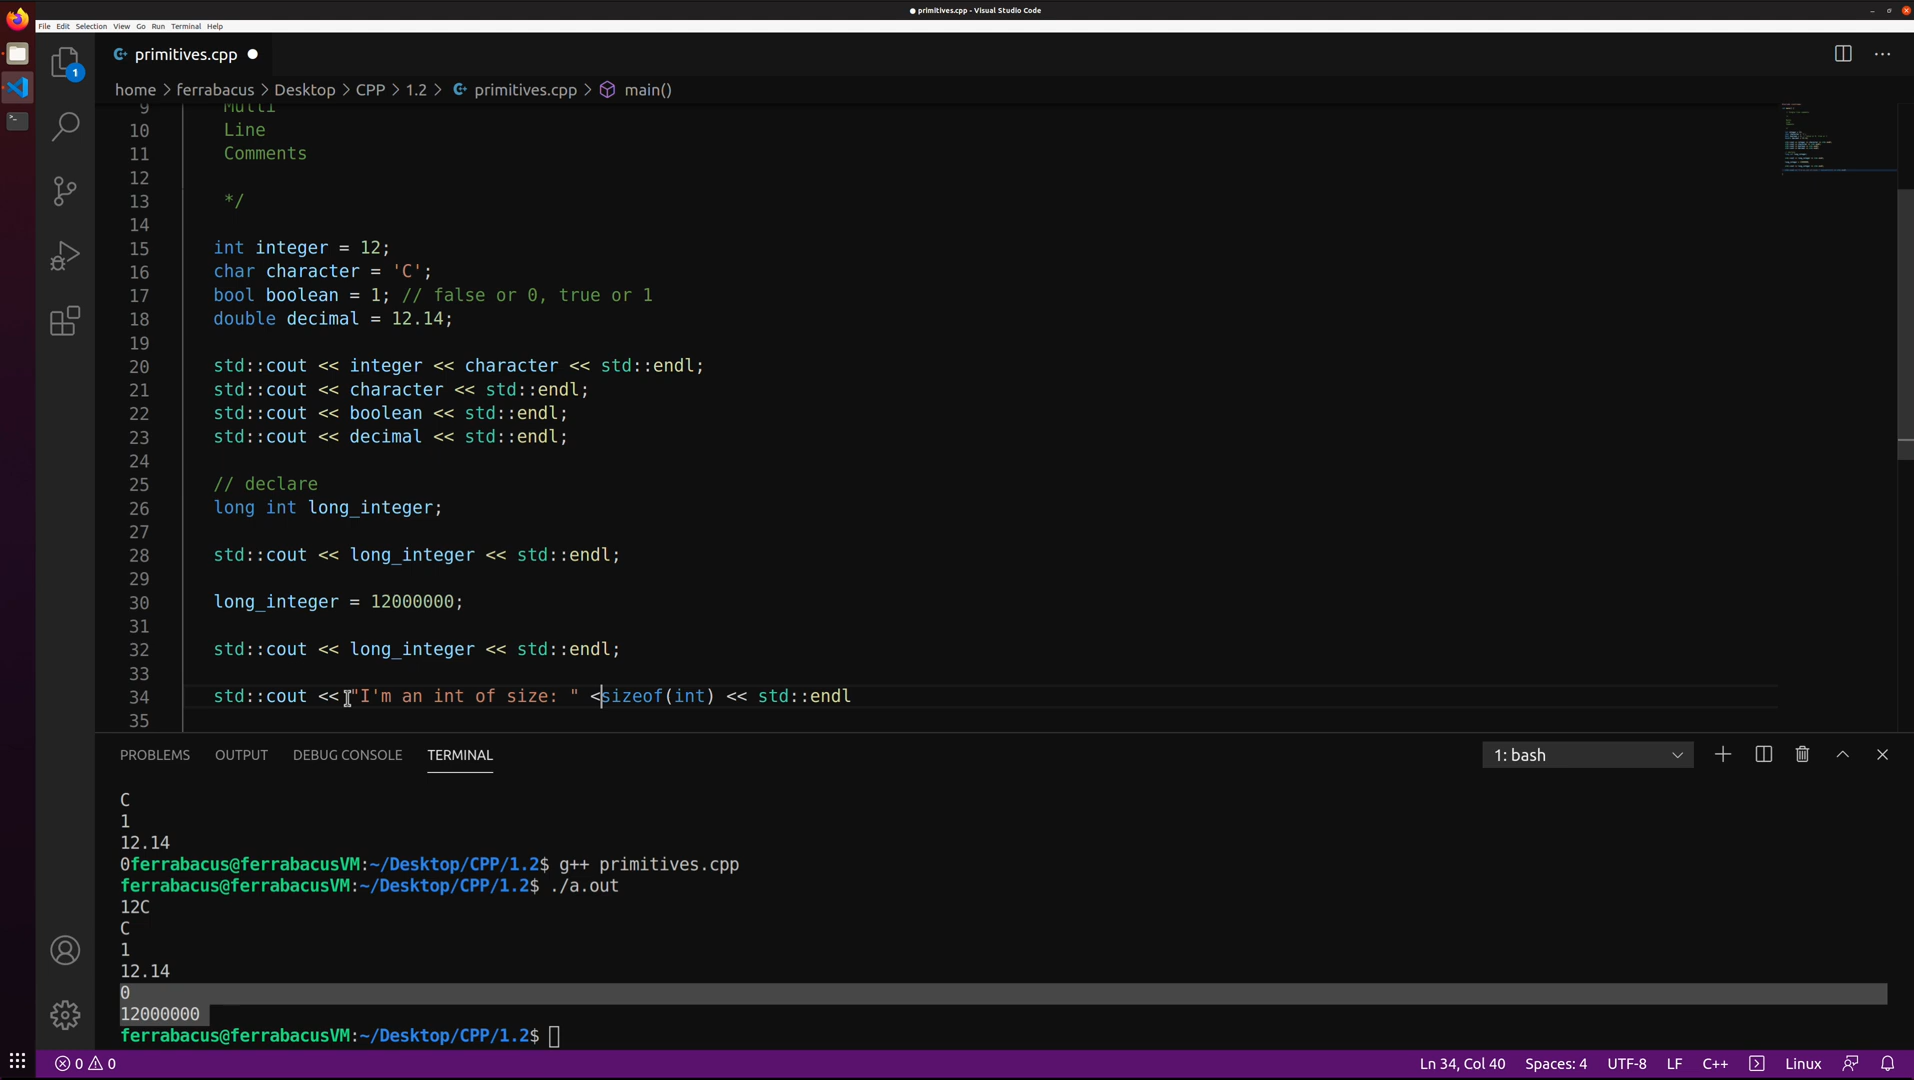 primitives.cpp - Visual Studio Code
File Edit Selection View Go Run Terminal Help
primitives.cpp
home > ferrabacus > Desktop > CPP > 1.2 > primitives.cpp > main()
1
9 Multi
10 Line
11 Comments
12
13 */
14
15 int integer = 12;
16 char character = 'C';
17 bool boolean = 1; // false or 0, true or 1
18 double decimal = 12.14;
19
20 std::cout << integer << character << std::endl;
21 std::cout << character << std::endl;
22 std::cout << boolean << std::endl;
23 std::cout << decimal << std::endl;
24
25 // declare
26 long int long_integer;
27
28 std::cout << long_integer << std::endl;
29
30 long_integer = 12000000;
31
32 std::cout << long_integer << std::endl;
33
34 std::cout << "I'm an int of size: " <sizeof(int) << std::endl
35
PROBLEMS OUTPUT DEBUG CONSOLE TERMINAL 1: bash
C
1
12.14
0ferrabacus@ferrabacusVM:~/Desktop/CPP/1.2$ g++ primitives.cpp
ferrabacus@ferrabacusVM:~/Desktop/CPP/1.2$ ./a.out
12C
C
1
12.14
0
12000000
ferrabacus@ferrabacusVM:~/Desktop/CPP/1.2$
0 0 Ln 34, Col 40 Spaces: 4 UTF-8 LF C++ Linux